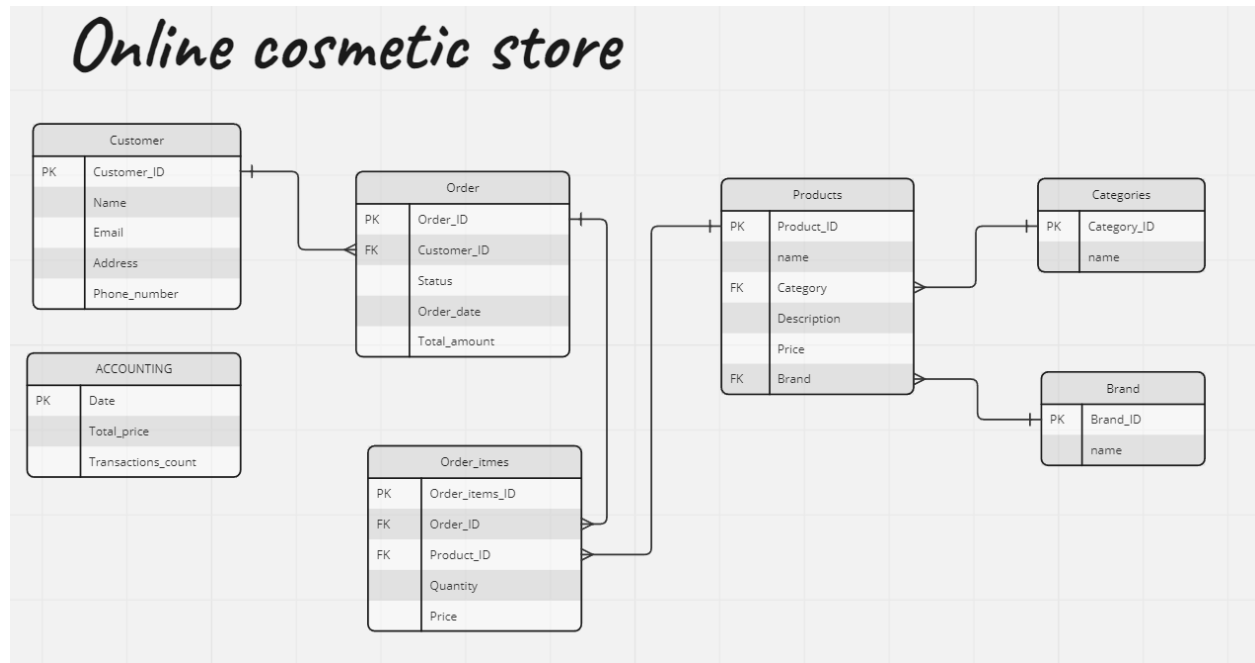 Online cosmetic store
Customer
PK Customer_ID
Name
Email
Address
Phone_number
ACCOUNTING
PK Date
Total_price
Transactions_count
Order
PK Order_ID
FK Customer_ID
Status
Order_date
Total_amount
Order_itmes
PK Order_items_ID
FK Order_ID
FK Product_ID
Quantity
Price
Products
PK Product_ID
name
FK Category
Description
Price
FK Brand
Categories
PK Category_ID
name
Brand
PK Brand_ID
name